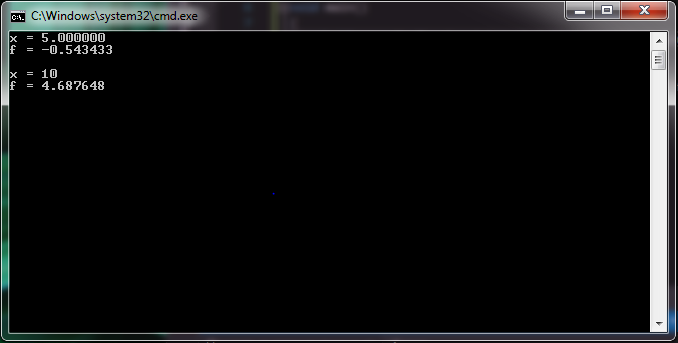 C:\Windows\system32\cmd.exe
x = 5.000000
f = -0.543433
x = 10
f = 4.687648